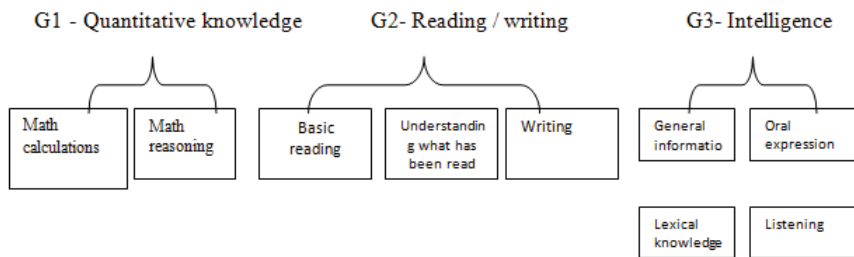 G1 - Quantitative knowledge
G2- Reading / writing
G3- Intelligence
Math
calculations
Math
reasoning
Basic
reading
Understandin
g what has
been read
Writing
General
informatio
Oral
expression
Lexical
knowledge
Listening